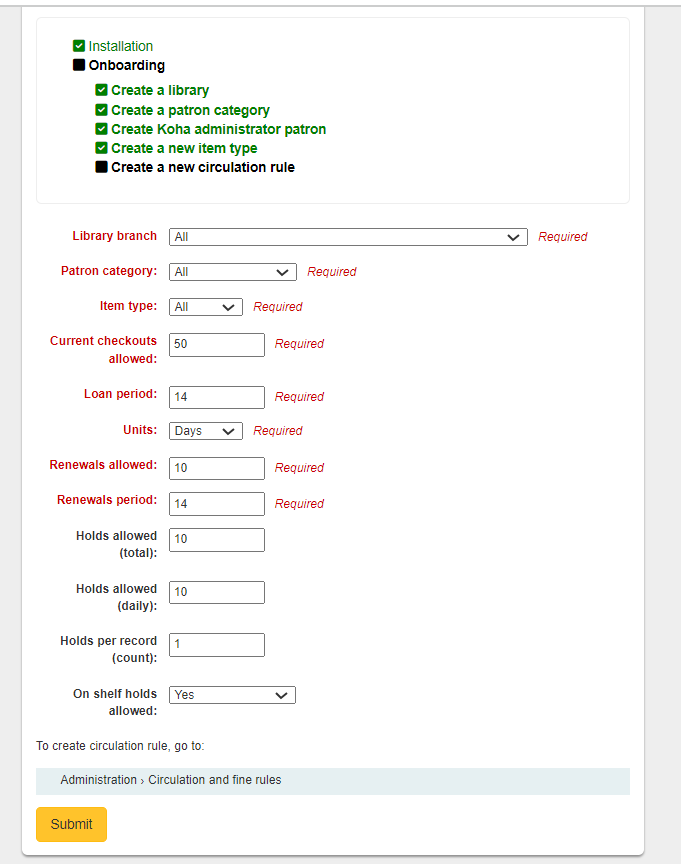 Installation
Onboarding
Create a library
Create a patron category
Create Koha administrator patron
Create a new item type
Create a new circulation rule
Library branch All Required
Patron category: All Required
Item type: All Required
Current checkouts
allowed: 50 Required
Loan period: 14 Required
Units: Days Required
Renewals allowed: 10 Required
Renewals period: 14 Required
Holds allowed
(total): 10
Holds allowed
(daily): 10
Holds per record
(count): 1
On shelf holds
allowed: Yes
To create circulation rule, go to:
Administration › Circulation and fine rules
Submit